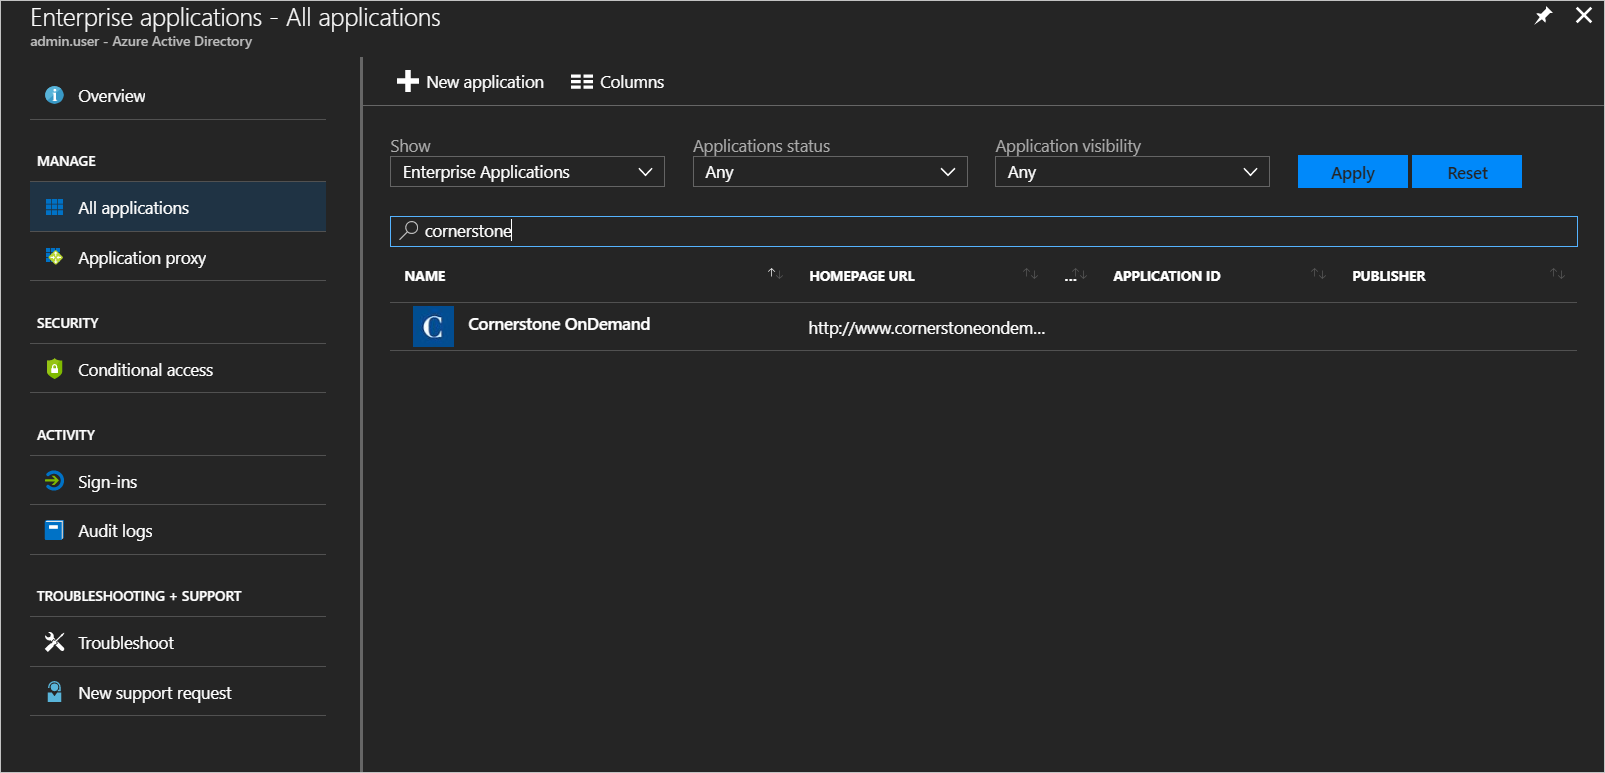 Enterprise applications - All applications
admin.user - Azure Active Directory
Overview
MANAGE
All applications
Application proxy
SECURITY
Conditional access
ACTIVITY
Sign-ins
Audit logs
TROUBLESHOOTING + SUPPORT
Troubleshoot
New support request
New application Columns
Show Applications status Application visibility
Enterprise Applications Any Any Apply Reset
cornerstone
NAME HOMEPAGE URL ... APPLICATION ID PUBLISHER
C Cornerstone OnDemand http://www.cornerstoneondem...